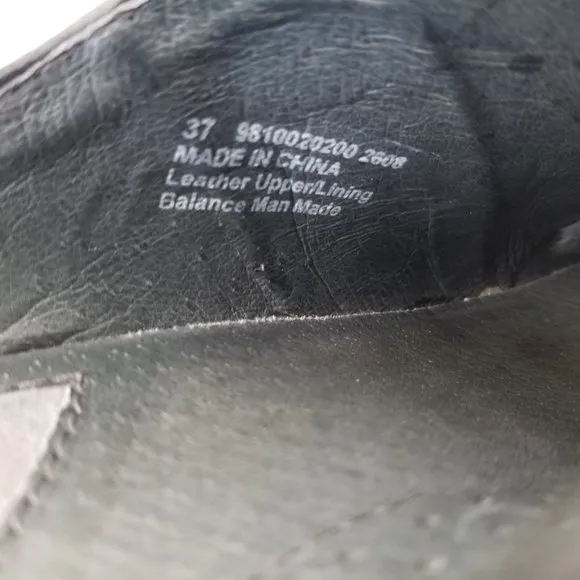 37 9810020200 2608
MADE IN CHINA
Leather Upper/Lining
Balance Man Made